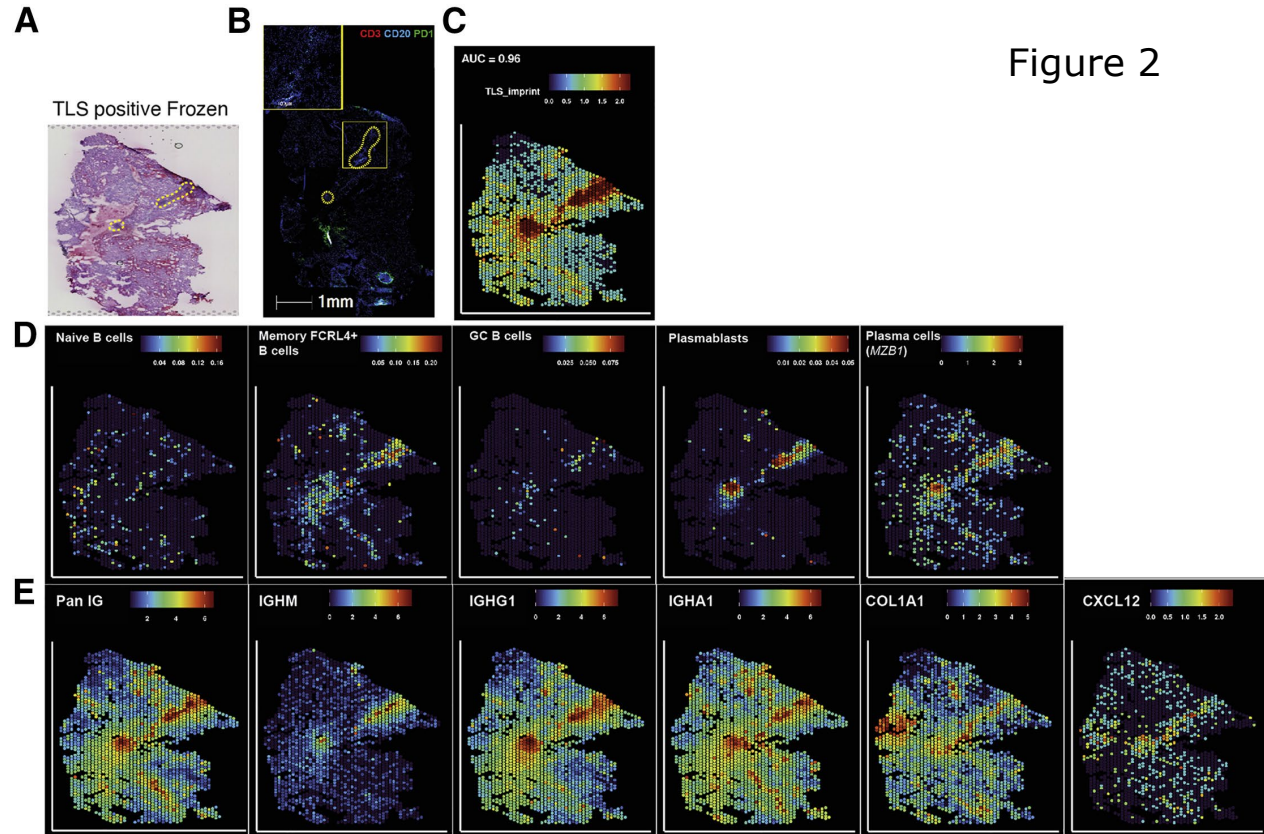 A
B
C
Figure 2
CD3 CD20 PD1
AUC = 0.96
TLS_imprint
0.0 0.5 1.0 1.5 2.0
TLS positive Frozen
1mm
D
Naive B cells
0.04 0.08 0.12 0.16
Memory FCRL4+
B cells
0.05 0.10 0.15 0.20
GC B cells
0.025 0.050 0.075
Plasmablasts
0.01 0.02 0.03 0.04 0.05
Plasma cells
(MZB1)
0 1 2 3
E
Pan IG
2 4 6
IGHM
0 2 4 6
IGHG1
0 2 4 6
IGHA1
0 2 4 6
COL1A1
0 1 2 3 4 5
CXCL12
0.0 0.5 1.0 1.5 2.0